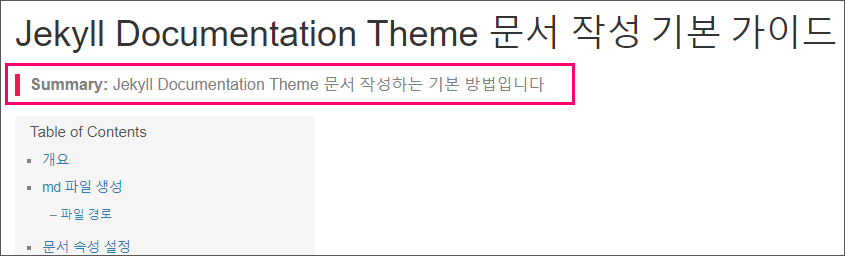 Jekyll Documentation Theme 문서 작성 기본 가이드
Summary: Jekyll Documentation Theme 문서 작성하는 기본 방법입니다
Table of Contents
개요
md 파일 생성
– 파일 경로
문서 속성 설정